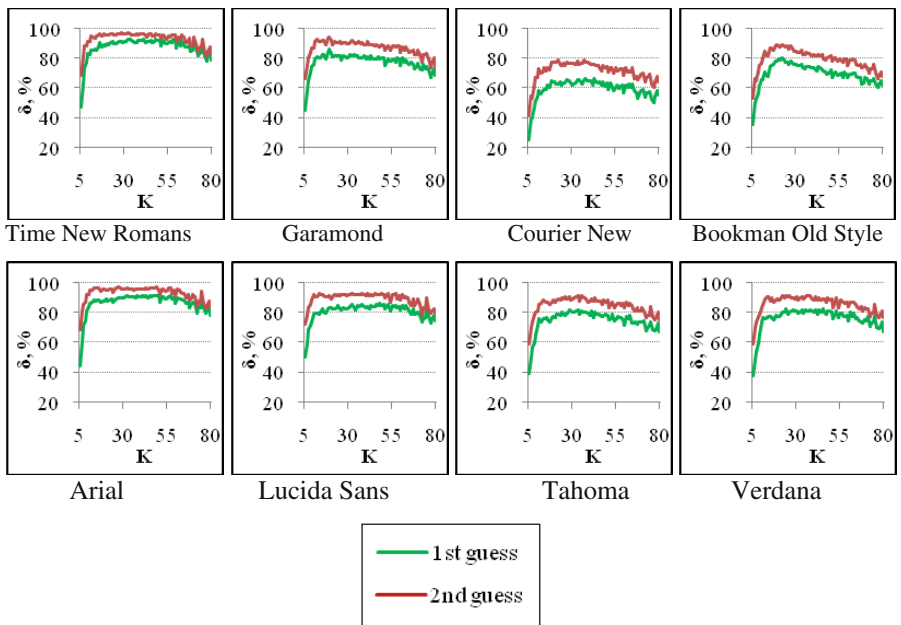 100
80
60
40
20
δ, %
5 30 55 80
K
100
80
60
40
20
δ, %
5 30 55 80
K
100
80
60
40
20
δ, %
5 30 55 80
K
100
80
60
40
20
δ, %
5 30 55 80
K
Time New Romans Garamond Courier New Bookman Old Style
100
80
60
40
20
δ, %
5 30 55 80
K
100
80
60
40
20
δ, %
5 30 55 80
K
100
80
60
40
20
δ, %
5 30 55 80
K
100
80
60
40
20
δ, %
5 30 55 80
K
Arial Lucida Sans Tahoma Verdana
1st guess
2nd guess